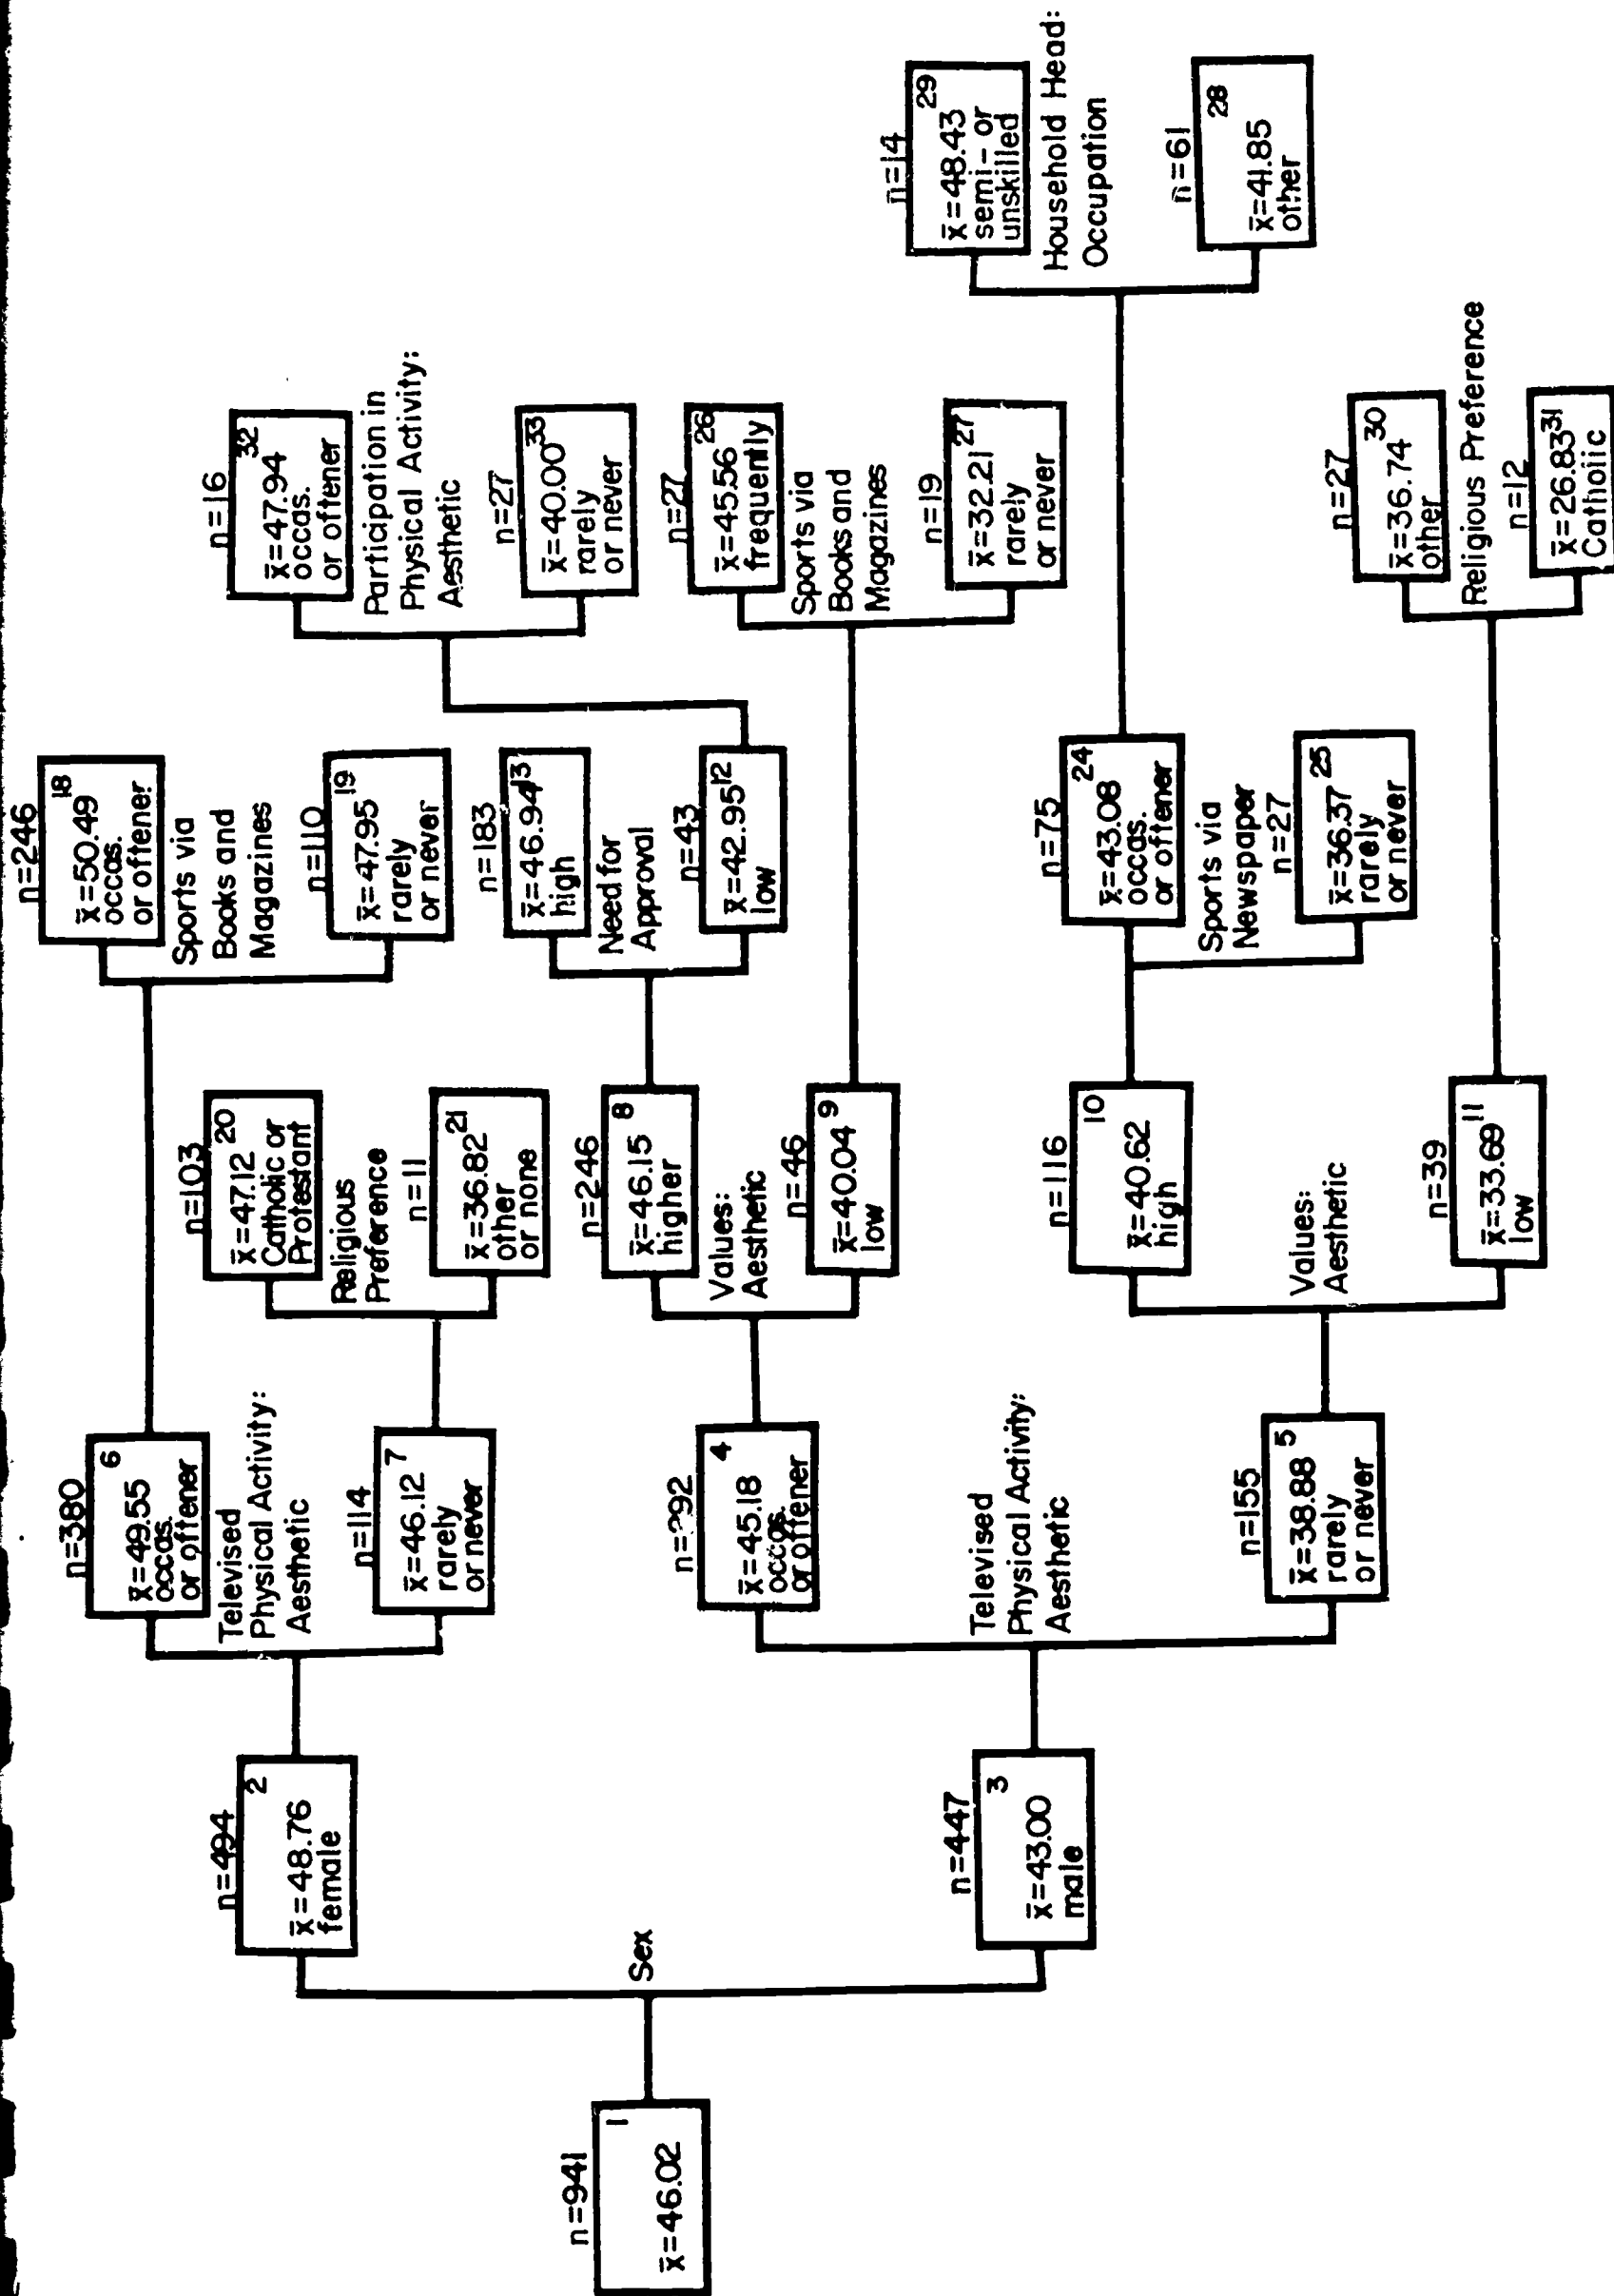 n=941
1
x̄=46.02
Sex
n=494
2
x̄=48.76
female
n=447
3
x̄=43.00
male
n=380
6
x̄=49.55
occas.
or oftener
Televised
Physical Activity:
Aesthetic
n=114
7
x̄=46.12
rarely
or never
n=292
4
x̄=45.18
occas.
or oftener
Televised
Physical Activity:
Aesthetic
n=155
5
x̄=38.88
rarely
or never
n=103
20
x̄=47.12
Catholic or
Protestant
Religious
Preference
n=11
21
x̄=36.82
other
or none
n=246
8
x̄=46.15
higher
Values:
Aesthetic
n=46
9
x̄=40.04
low
n=116
10
x̄=40.62
high
Values:
Aesthetic
n=39
11
x̄=33.69
low
n=246
18
x̄=50.49
occas.
or oftener
Sports via
Books and
Magazines
n=110
19
x̄=47.95
rarely
or never
n=183
13
x̄=46.94
high
Need for
Approval
n=43
12
x̄=42.95
low
n=75
24
x̄=43.08
occas.
or oftener
Sports via
Newspaper
n=27
25
x̄=36.37
rarely
or never
n=16
32
x̄=47.94
occas.
or oftener
Participation in
Physical Activity:
Aesthetic
n=27
33
x̄=40.00
rarely
or never
n=27
26
x̄=45.56
frequently
Sports via
Books and
Magazines
n=19
27
x̄=32.21
rarely
or never
n=27
30
x̄=36.74
other
Religious Preference
n=12
31
x̄=26.83
Catholic
n=14
29
x̄=48.43
semi- or
unskilled
Household Head:
Occupation
n=61
28
x̄=41.85
other